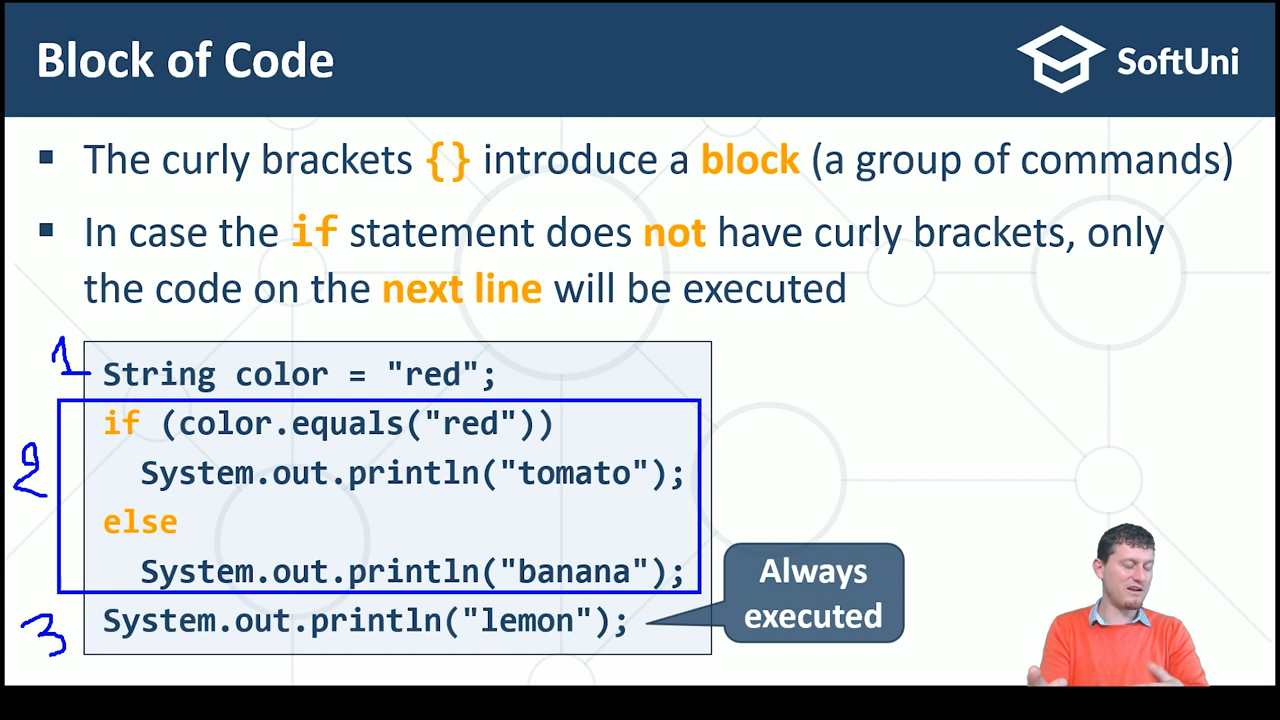 Block of Code
SoftUni
▪ The curly brackets {} introduce a block (a group of commands)
▪ In case the if statement does not have curly brackets, only
the code on the next line will be executed
1
String color = "red";
if (color.equals("red"))
2
System.out.println("tomato");
else
System.out.println("banana");
3
System.out.println("lemon");
Always
executed